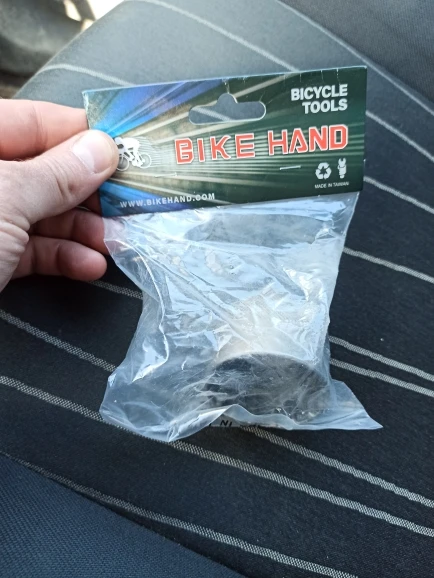 BICYCLE
TOOLS
BIKE HAND
MADE IN TAIWAN
WWW.BIKEHAND.COM